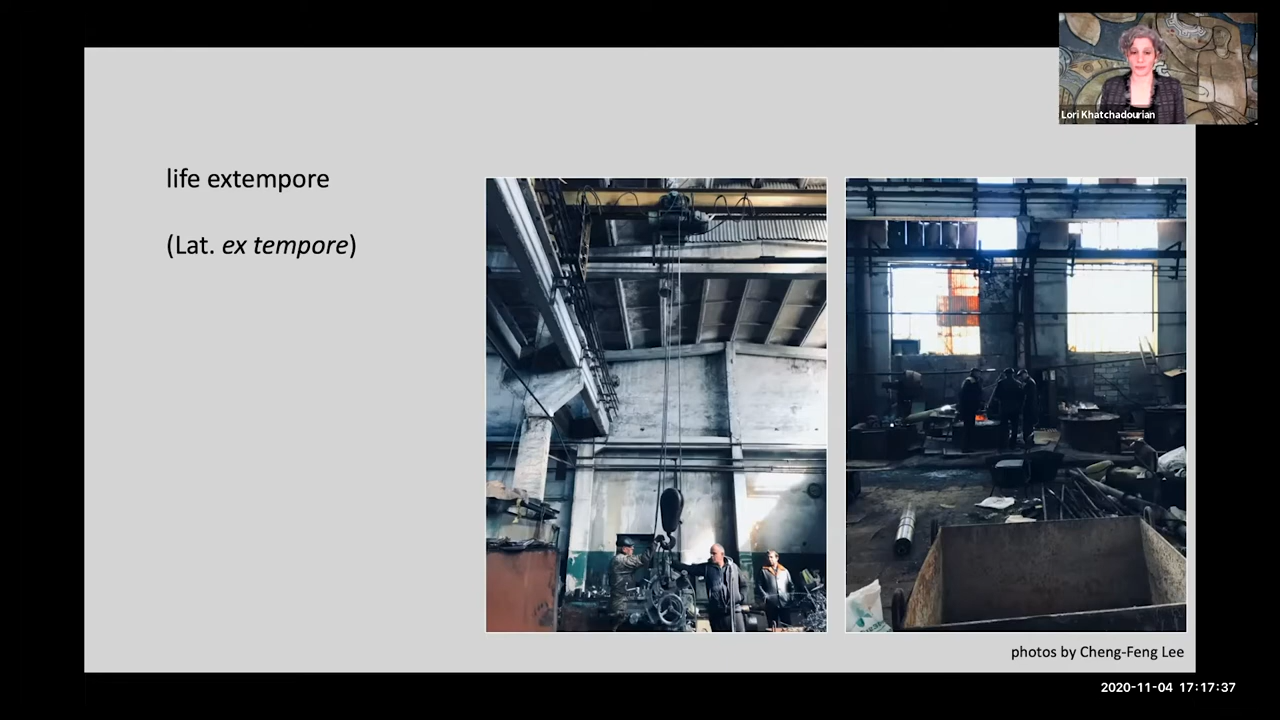 Lori Khatchadourian
life extempore
(Lat. ex tempore)
photos by Cheng-Feng Lee
2020-11-04 17:17:37